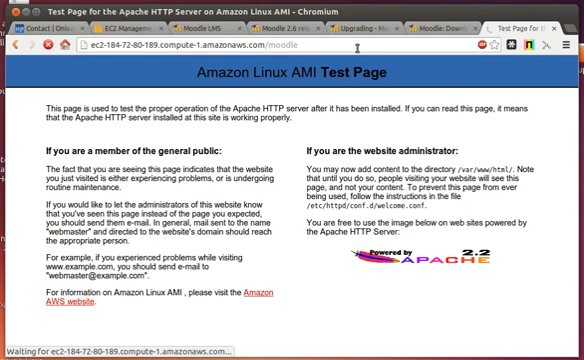 Test Page for the Apache HTTP Server on Amazon Linux AMI - Chromium
Contact | Online
EC2 Managemen
Moodle LMS
Moodle 2.6 rele
Upgrading - Mo
Moodle: Downl
Test Page for th
ec2-184-72-80-189.compute-1.amazonaws.com/moodle
Amazon Linux AMI Test Page
This page is used to test the proper operation of the Apache HTTP server after it has been installed. If you can read this page, it means
that the Apache HTTP server installed at this site is working properly.
If you are a member of the general public:
The fact that you are seeing this page indicates that the website
you just visited is either experiencing problems, or is undergoing
routine maintenance.
If you would like to let the administrators of this website know
that you've seen this page instead of the page you expected,
you should send them e-mail. In general, mail sent to the name
"webmaster" and directed to the website's domain should reach
the appropriate person.
For example, if you experienced problems while visiting
www.example.com, you should send e-mail to
"webmaster@example.com".
For information on Amazon Linux AMI , please visit the Amazon
AWS website.
If you are the website administrator:
You may now add content to the directory /var/www/html/. Note
that until you do so, people visiting your website will see this
page, and not your content. To prevent this page from ever
being used, follow the instructions in the file
/etc/httpd/conf.d/welcome.conf.
You are free to use the image below on web sites powered by
the Apache HTTP Server:
Powered by
APACHE 2.2
Waiting for ec2-184-72-80-189.compute-1.amazonaws.com...